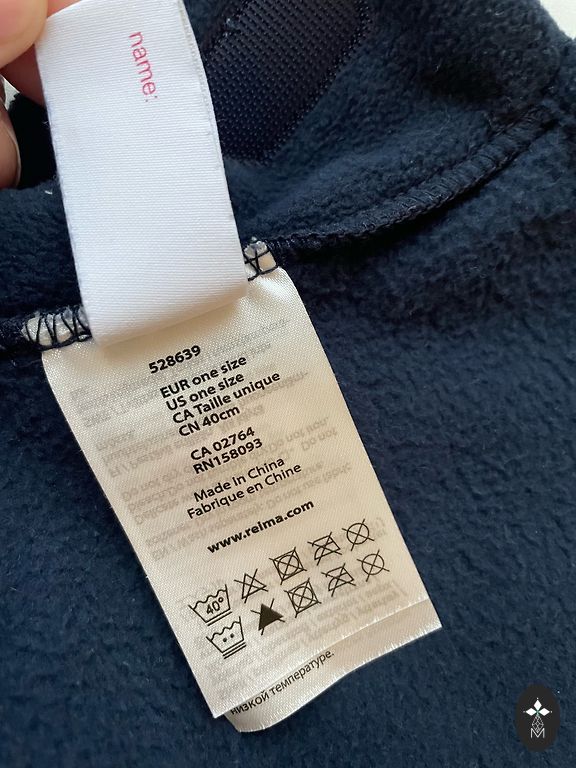 name:
528639
EUR one size
US one size
CA Taille unique
CN 40cm
CA 02764
RN158093
Made in China
Fabrique en Chine
www.reima.com
40°
низкой температуре.